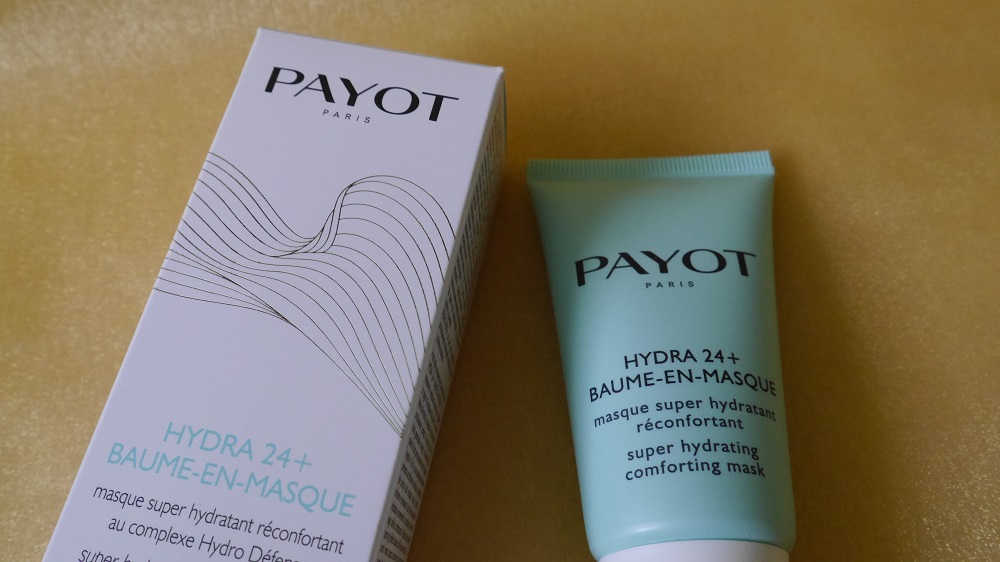 PAYOT
PARIS
HYDRA 24+
BAUME-EN-MASQUE
masque super hydratant réconfortant
au complexe Hydro
super
PAYOT
PARIS
HYDRA 24+
BAUME-EN-MASQUE
masque super hydratant
réconfortant
super hydrating
comforting mask